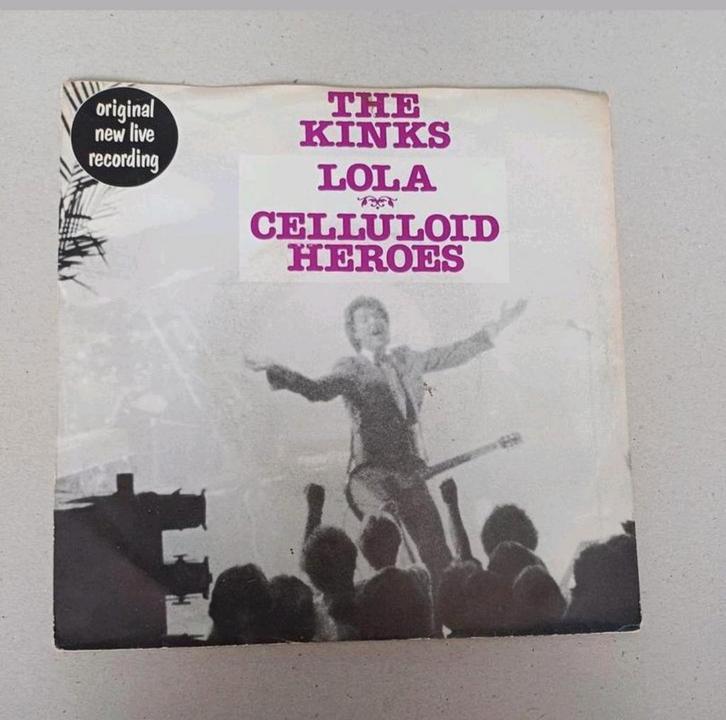 original
new live
recording
THE
KINKS
LOLA
CELLULOID
HEROES